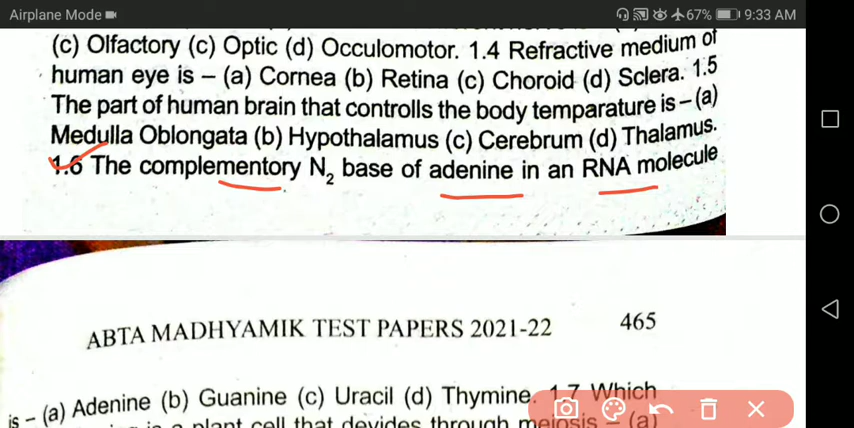 Airplane Mode 67% 9:33 AM
(c) Olfactory (c) Optic (d) Occulomotor. 1.4 Refractive medium of
human eye is – (a) Cornea (b) Retina (c) Choroid (d) Sclera. 1.5
The part of human brain that controlls the body temparature is – (a)
Medulla Oblongata (b) Hypothalamus (c) Cerebrum (d) Thalamus.
1.6 The complementory N2 base of adenine in an RNA molecule
ABTA MADHYAMIK TEST PAPERS 2021-22 465
is – (a) Adenine (b) Guanine (c) Uracil (d) Thymine. 1.7 Which
a plant cell that devides through meiosis – (a)